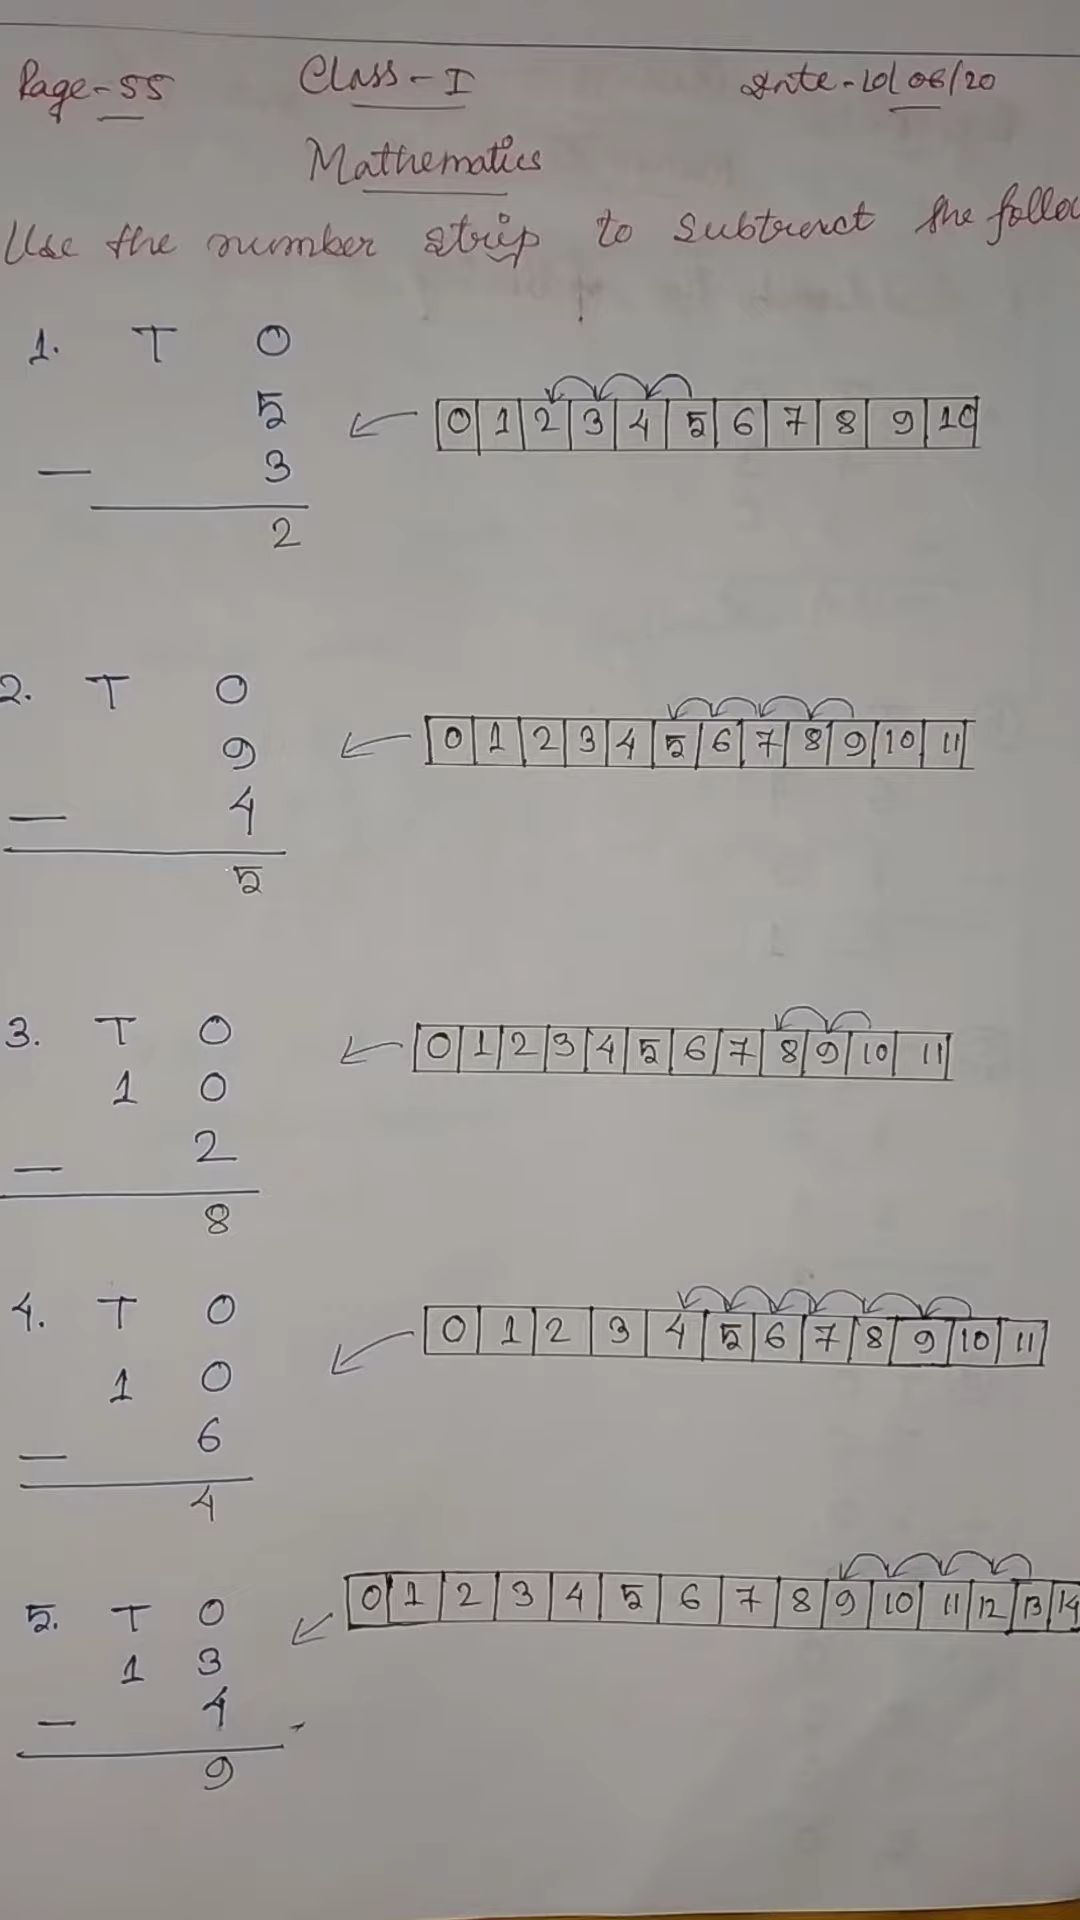 Page-55 Class-I Date-10/06/20
Mathematics
Use the number strip to subtract the follo
1. T O
5
0 1 2 3 4 5 6 7 8 9 10
— 3
2
2. T O
9
0 1 2 3 4 5 6 7 8 9 10 11
— 4
5
3. T O
0 1 2 3 4 5 6 7 8 9 10 11
1 0
— 2
8
4. T O
0 1 2 3 4 5 6 7 8 9 10 11
1 0
— 6
4
0 1 2 3 4 5 6 7 8 9 10 11 12 13 14
5. T O
1 3
— 4
9